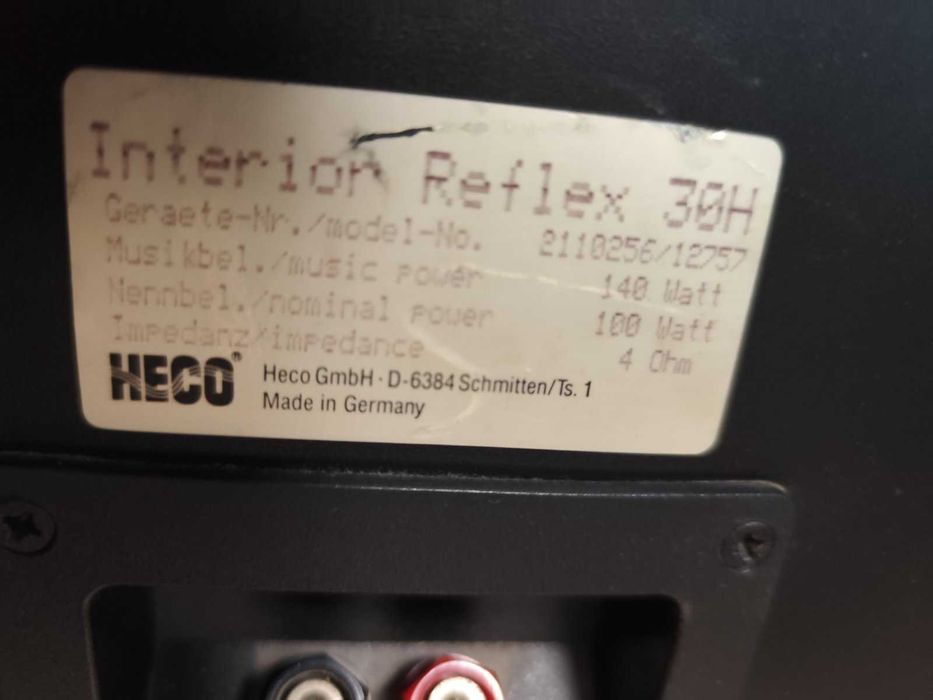 Interior Reflex 30H
Geraete-Nr./model-No. 2110256/12757
Musikbel./music power 140 Watt
Nennbel./nominal power 100 Watt
Impedanz/impedance 4 Ohm
HECO® Heco GmbH · D-6384 Schmitten/Ts. 1
Made in Germany